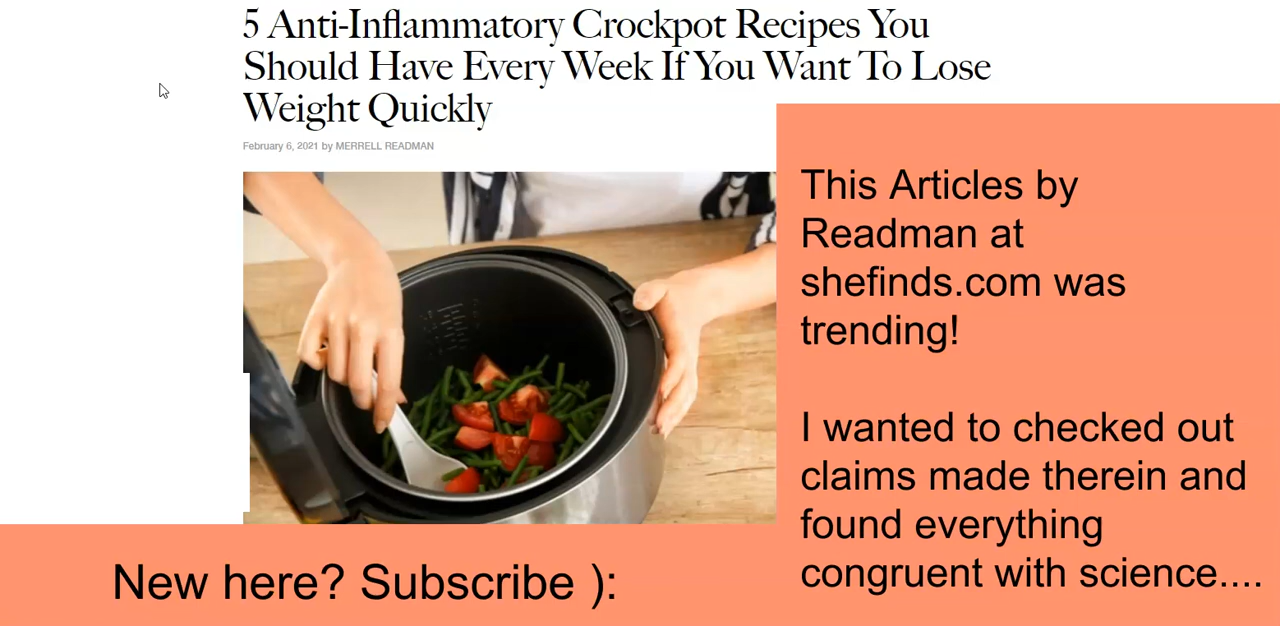 5 Anti-Inflammatory Crockpot Recipes You
Should Have Every Week If You Want To Lose
Weight Quickly
February 6, 2021 by MERRELL READMAN
This Articles by
Readman at
shefinds.com was
trending!
I wanted to checked out
claims made therein and
found everything
congruent with science....
New here? Subscribe ):